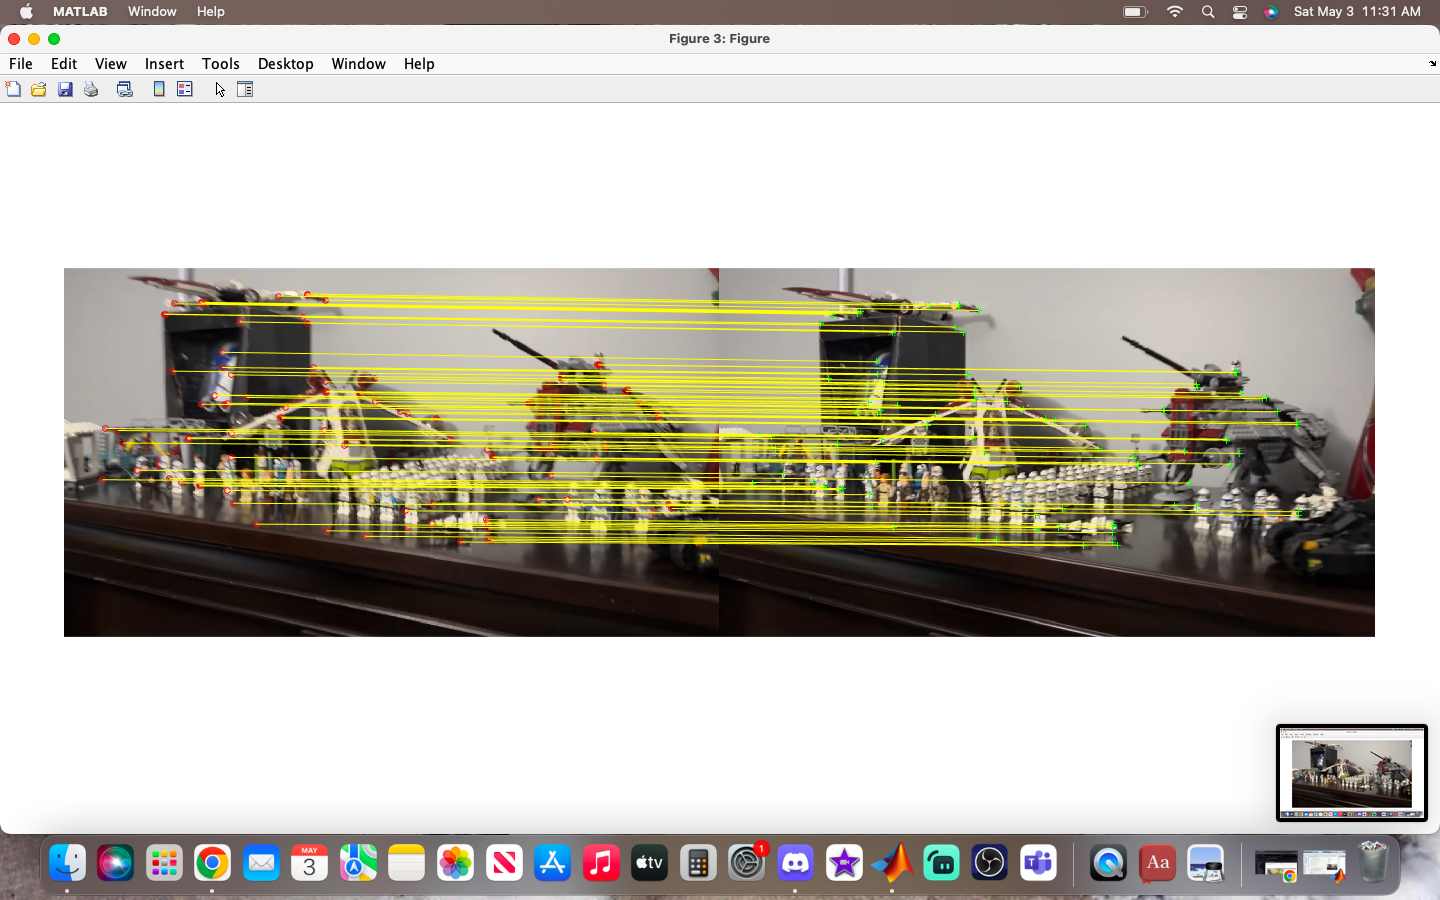 MATLAB Window Help
Sat May 3 11:31 AM
Figure 3: Figure
File Edit View Insert Tools Desktop Window Help
MAY
3
tv
1
Aa